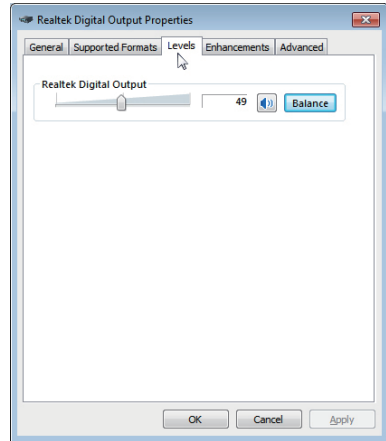 Realtek Digital Output Properties
General Supported Formats Levels Enhancements Advanced
Realtek Digital Output
49 Balance
OK Cancel Apply